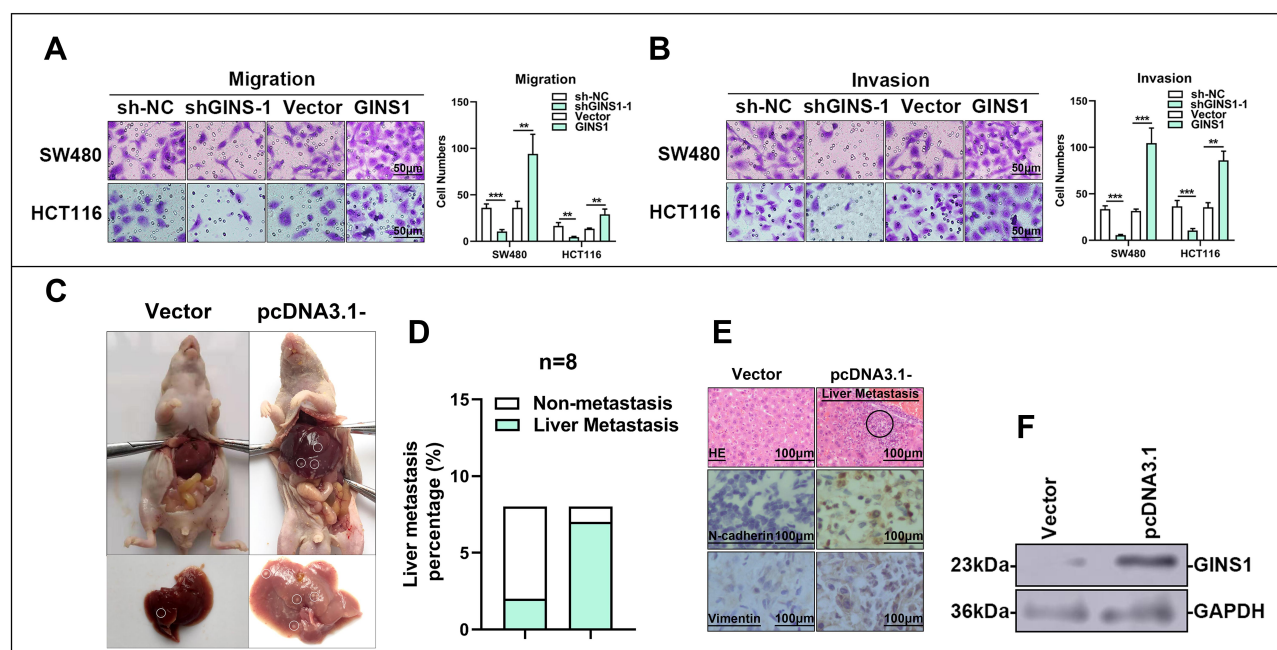 A
Migration
sh-NC shGINS-1 Vector GINS1
SW480
50μm
HCT116
50μm
Migration
sh-NC
shGINS1-1
Vector
GINS1
Cell Numbers
150
100
50
0
***
**
**
**
SW480 HCT116
B
Invasion
sh-NC shGINS-1 Vector GINS1
SW480
50μm
HCT116
50μm
Invasion
sh-NC
shGINS1-1
Vector
GINS1
Cell Numbers
150
100
50
0
***
***
***
**
SW480 HCT116
C
Vector pcDNA3.1-
D
n=8
Non-metastasis
Liver Metastasis
Liver metastasis
percentage (%)
15
10
5
0
E
Vector pcDNA3.1-
Liver Metastasis
HE 100μm 100μm
N-cadherin 100μm 100μm
Vimentin 100μm 100μm
F
Vector pcDNA3.1
23kDa- -GINS1
36kDa- -GAPDH